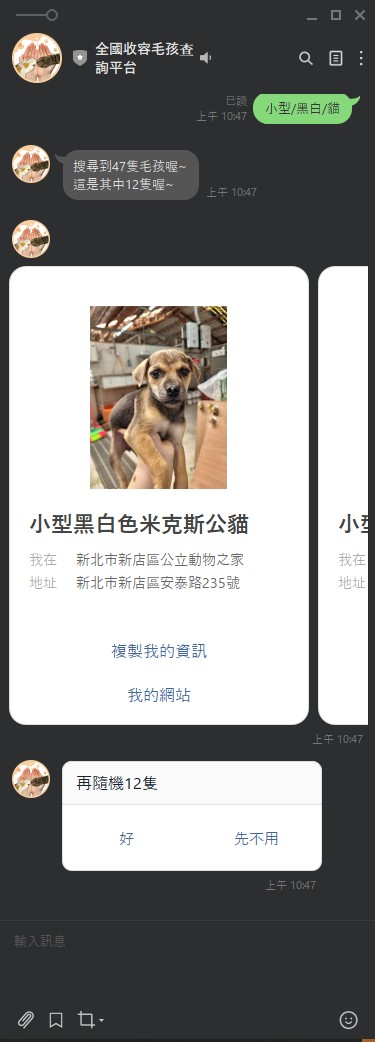 全國收容毛孩查
詢平台
已讀
上午 10:47
小型/黑白/貓
搜尋到47隻毛孩喔~
這是其中12隻喔~
上午 10:47
小型黑白色米克斯公貓
我在 新北市新店區公立動物之家
地址 新北市新店區安泰路235號
複製我的資訊
我的網站
小型
我在
地址
上午 10:47
再隨機12隻
好 先不用
上午 10:47
輸入訊息